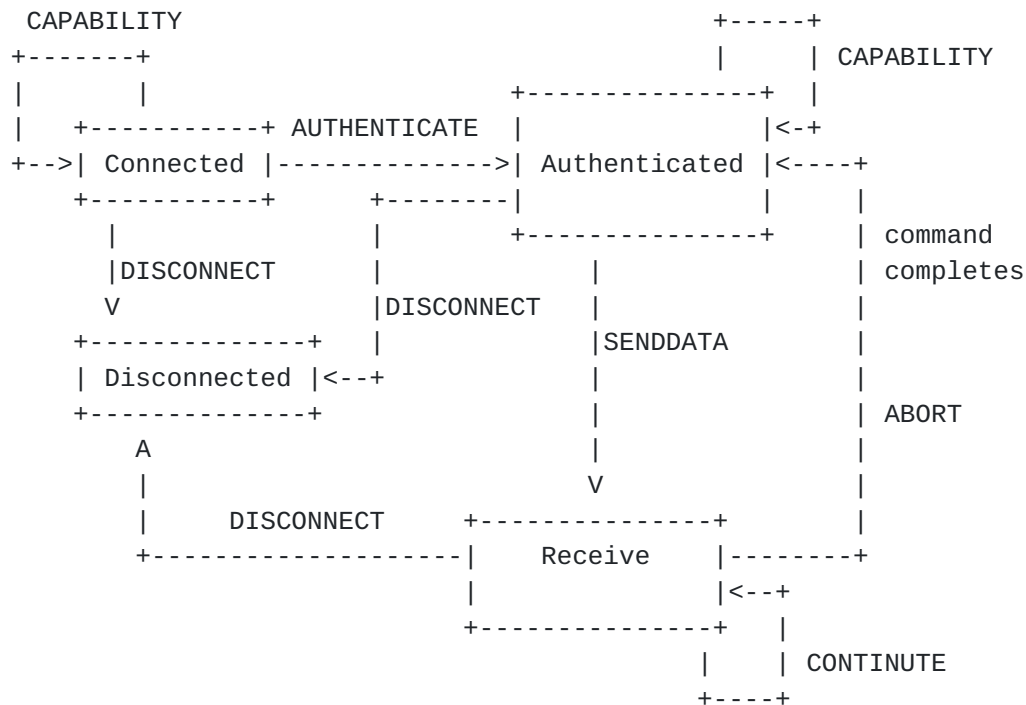 CAPABILITY
CAPABILITY
AUTHENTICATE
Connected
Authenticated
command
DISCONNECT
completes
DISCONNECT
SENDDATA
Disconnected
ABORT
DISCONNECT
Receive
CONTINUTE